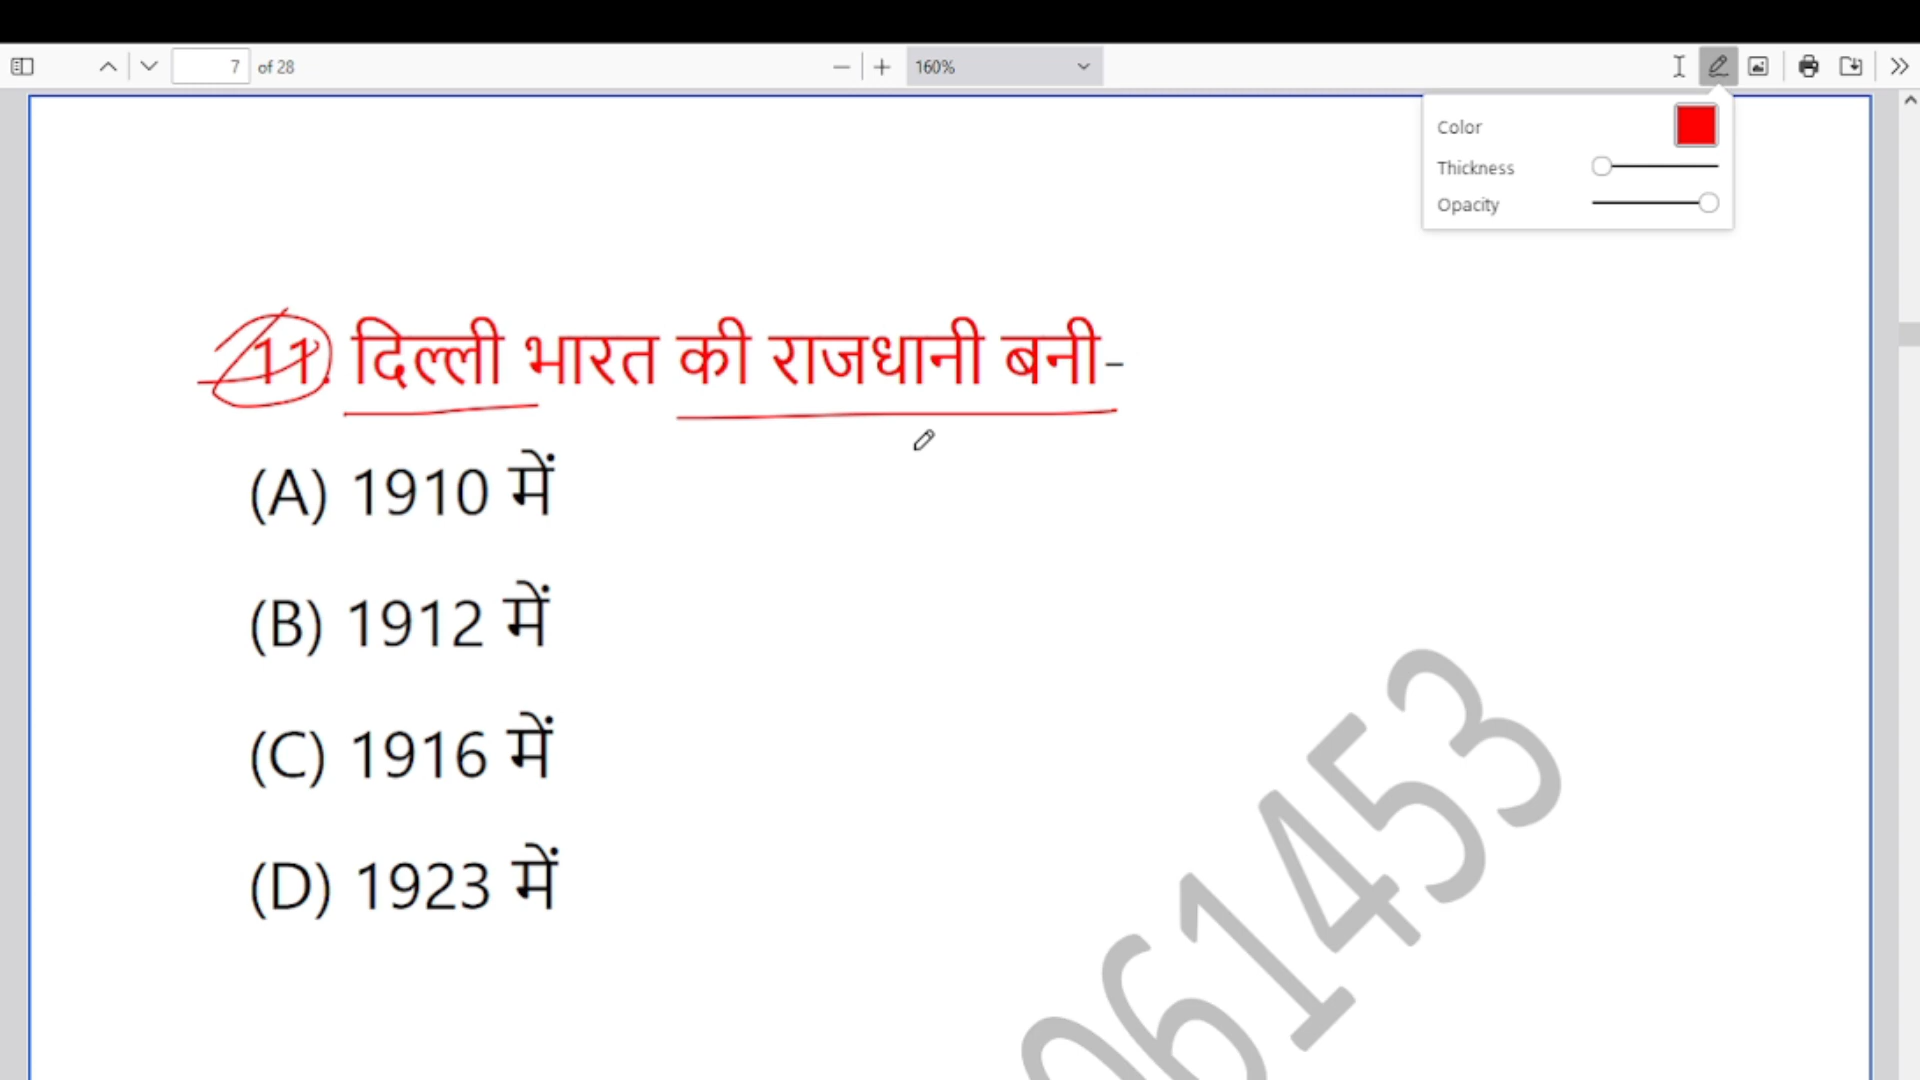 7 of 28
160%
Color
Thickness
Opacity
11. दिल्ली भारत की राजधानी बनी-
(A) 1910 में
(B) 1912 में
(C) 1916 में
(D) 1923 में
061453